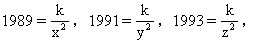 1989 = k/x², 1991 = k/y², 1993 = k/z²,